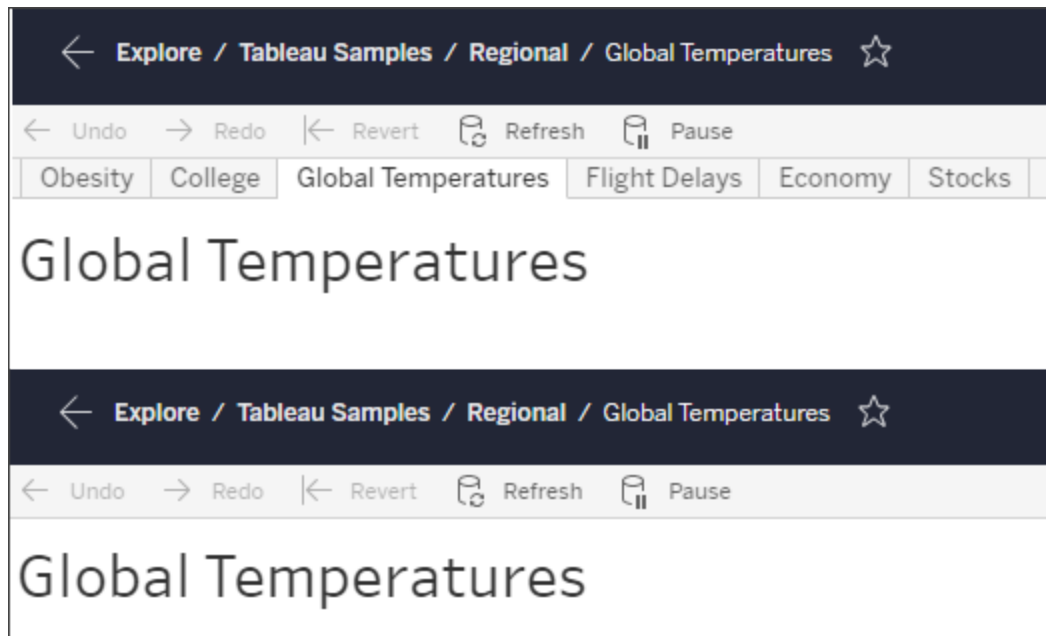 Explore / Tableau Samples / Regional / Global Temperatures
Undo Redo Revert Refresh Pause
Obesity College Global Temperatures Flight Delays Economy Stocks
Global Temperatures
Explore / Tableau Samples / Regional / Global Temperatures
Undo Redo Revert Refresh Pause
Global Temperatures